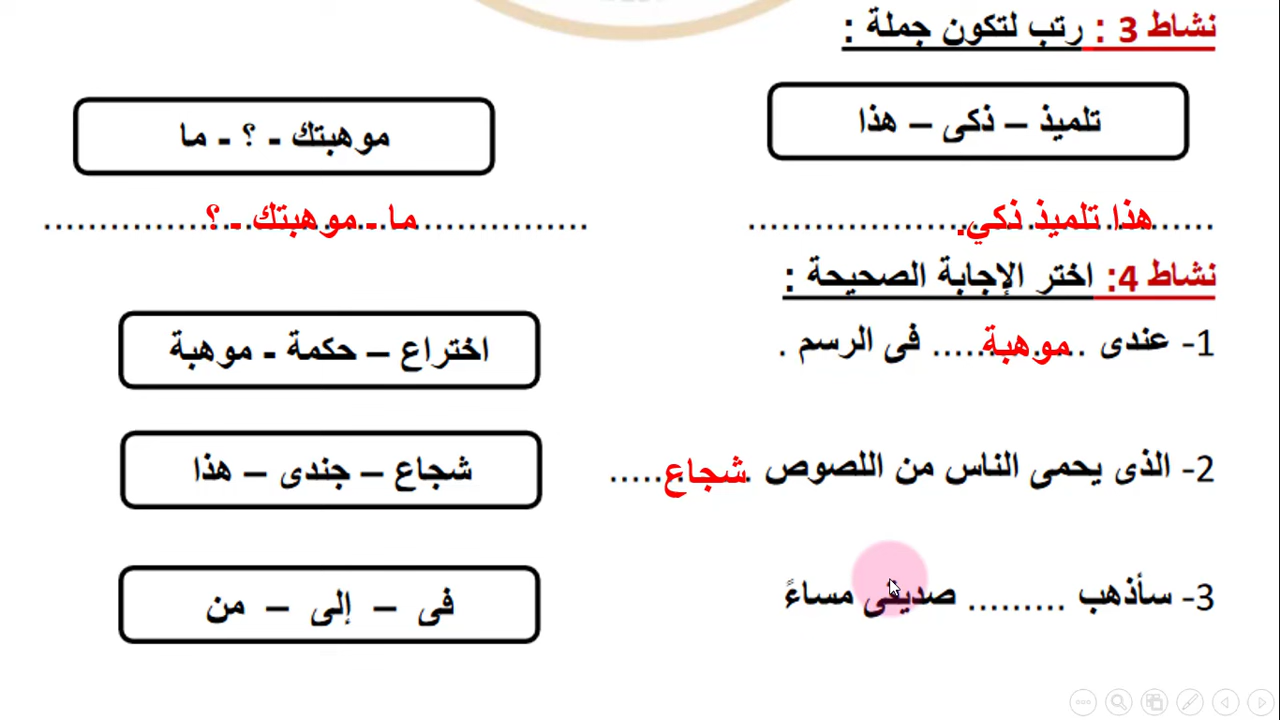 نشاط 3 : رتب لتكون جملة :
تلميذ – ذكى – هذا
موهبتك - ؟ - ما
هذا تلميذ ذكي.
ما - موهبتك - ؟
نشاط 4: اختر الإجابة الصحيحة :
1- عندى ...موهبة... فى الرسم .
اختراع – حكمة - موهبة
2- الذى يحمى الناس من اللصوص .شجاع.....
شجاع – جندى – هذا
3- سأذهب ......... صديقى مساءً
فى – إلى – من